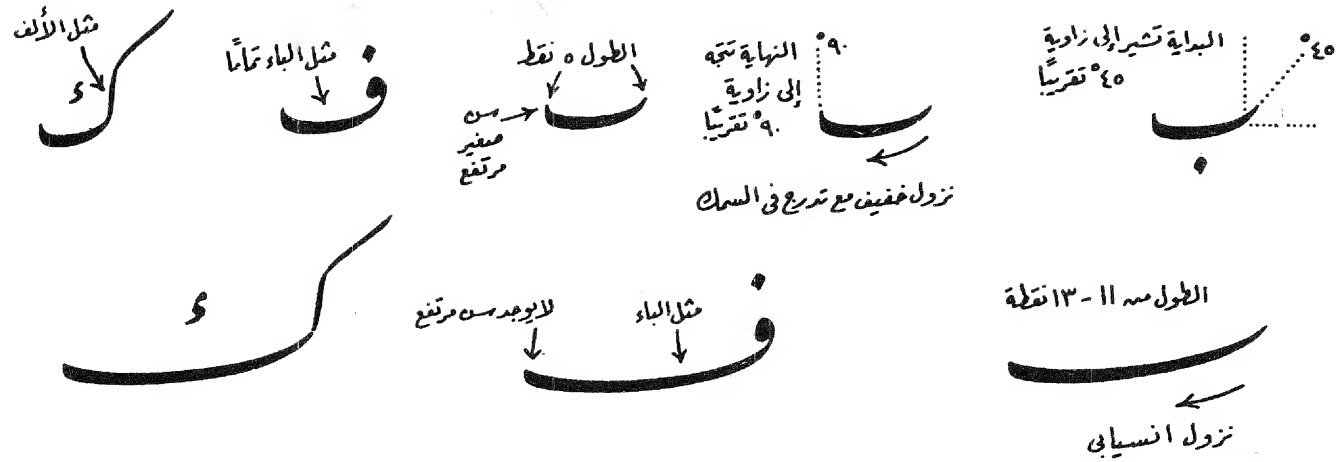 ٤٥°
البداية تشير إلى زاوية
٤٥° تقريبًا
ب
٩٠°
النهاية تتجه
إلى زاوية
٩٠° تقريبًا
نزول خفيف مع تدرج في السمك
الطول ٥ نقط
سن
صغير
مرتفع
مثل الباء تمامًا
ف
مثل الألف
ك
الطول من ١١ - ١٣ نقطة
نزول انسيابي
مثل الباء
لا يوجد سن مرتفع
ف
ك